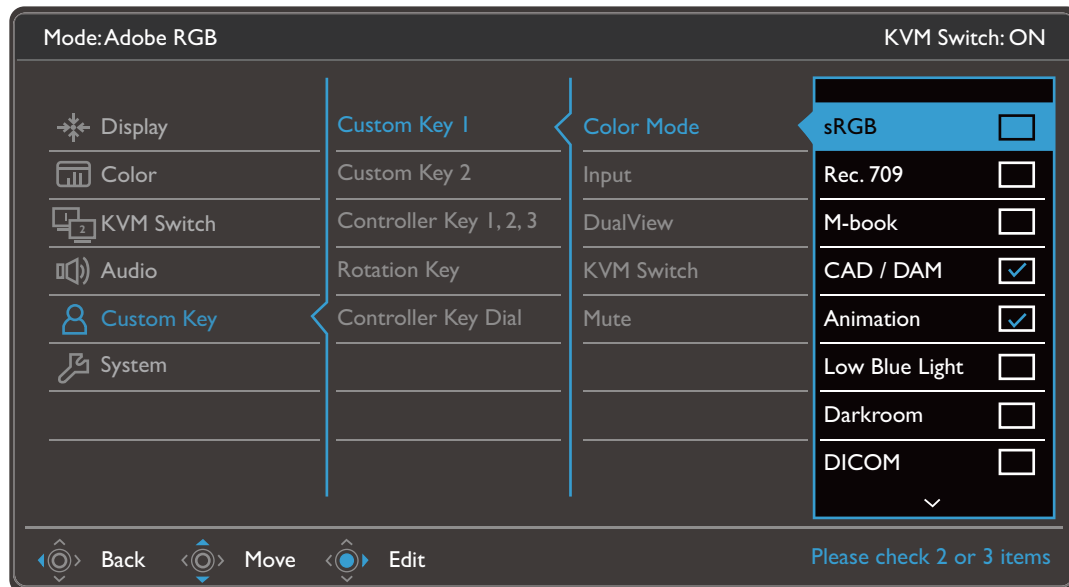 Mode: Adobe RGB
KVM Switch: ON
Display
Color
1
2
KVM Switch
Audio
Custom Key
System
Custom Key 1
Custom Key 2
Controller Key 1, 2, 3
Rotation Key
Controller Key Dial
Color Mode
Input
DualView
KVM Switch
Mute
sRGB
Rec. 709
M-book
CAD / DAM
Animation
Low Blue Light
Darkroom
DICOM
Back
Move
Edit
Please check 2 or 3 items